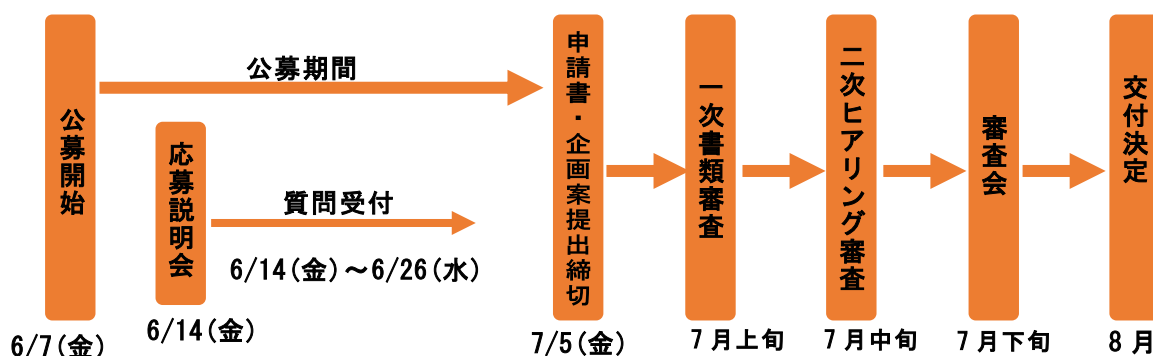 公募開始
6/7(金)
公募期間
応募説明会
6/14(金)
質問受付
6/14(金)~6/26(水)
申請書・企画案提出締切
7/5(金)
一次書類審査
7月上旬
二次ヒアリング審査
7月中旬
審査会
7月下旬
交付決定
8月